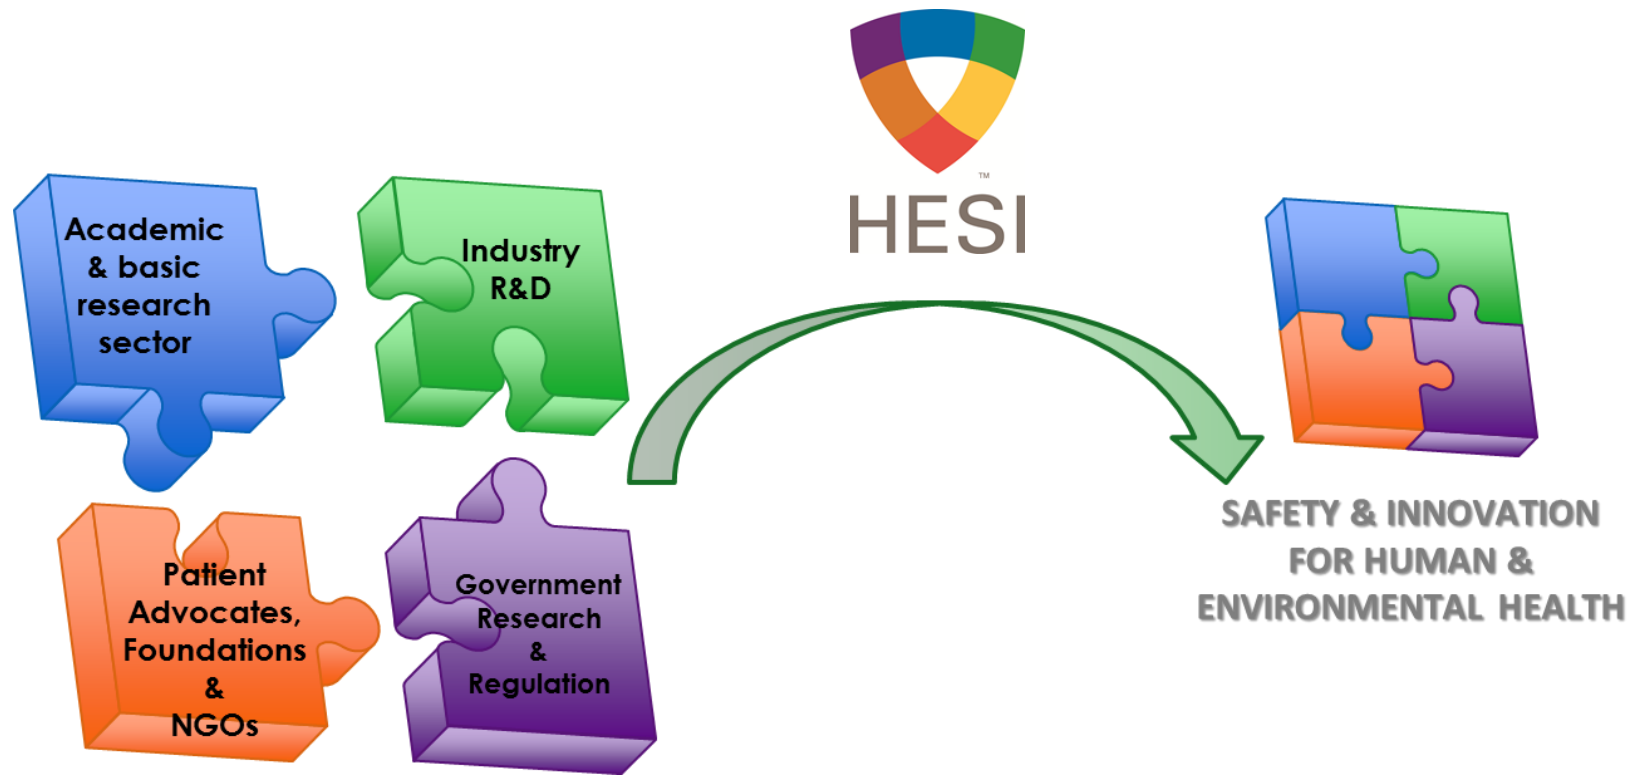 Academic
& basic
research
sector
Industry
R&D
Patient
Advocates,
Foundations
&
NGOs
Government
Research
&
Regulation
™
HESI
SAFETY & INNOVATION
FOR HUMAN &
ENVIRONMENTAL HEALTH